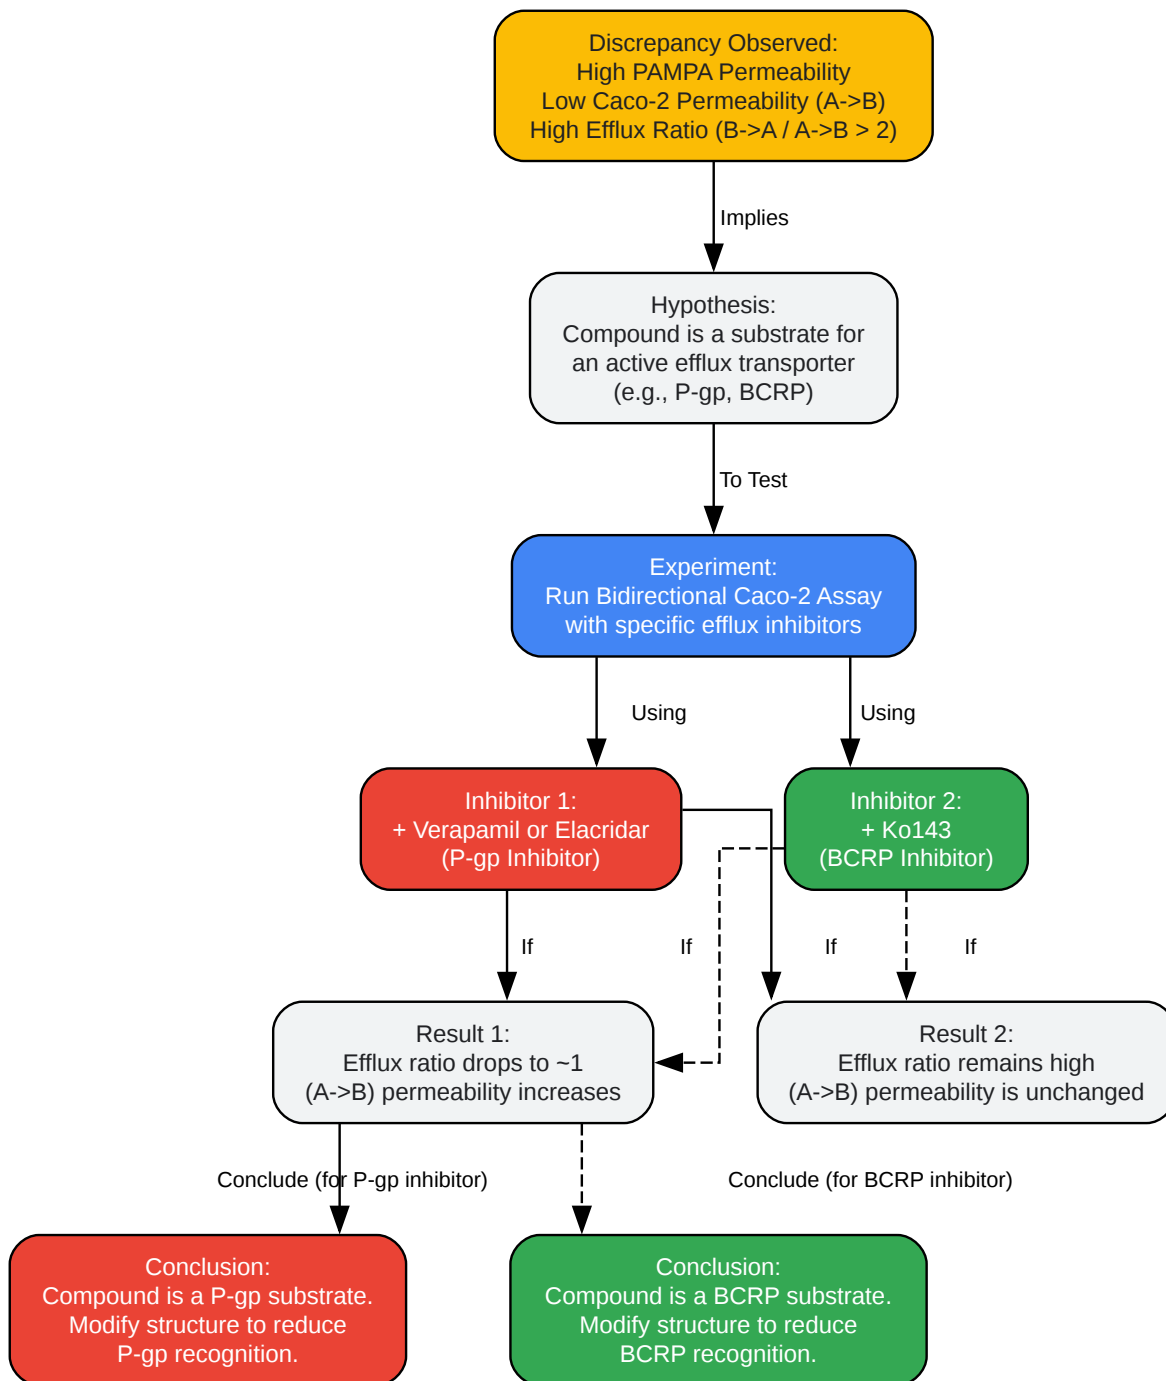 Discrepancy Observed:
High PAMPA Permeability
Low Caco-2 Permeability (A->B)
High Efflux Ratio (B->A / A->B > 2)
Implies
Hypothesis:
Compound is a substrate for
an active efflux transporter
(e.g., P-gp, BCRP)
To Test
Experiment:
Run Bidirectional Caco-2 Assay
with specific efflux inhibitors
Using
Using
Inhibitor 1:
+ Verapamil or Elacridar
(P-gp Inhibitor)
Inhibitor 2:
+ Ko143
(BCRP Inhibitor)
If
If
If
If
Result 1:
Efflux ratio drops to ~1
(A->B) permeability increases
Result 2:
Efflux ratio remains high
(A->B) permeability is unchanged
Conclude (for P-gp inhibitor)
Conclude (for BCRP inhibitor)
Conclusion:
Compound is a P-gp substrate.
Modify structure to reduce
P-gp recognition.
Conclusion:
Compound is a BCRP substrate.
Modify structure to reduce
BCRP recognition.